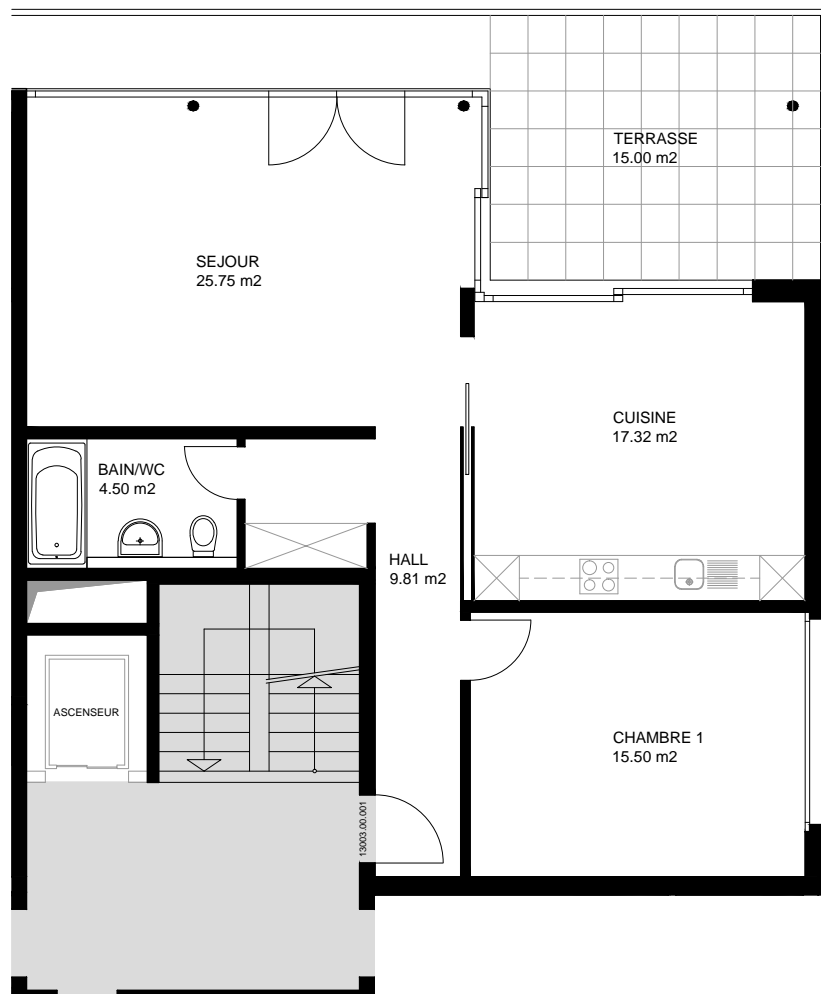 TERRASSE
15.00 m2
SEJOUR
25.75 m2
CUISINE
17.32 m2
BAIN/WC
4.50 m2
HALL
9.81 m2
ASCENSEUR
CHAMBRE 1
15.50 m2
13003.00.001